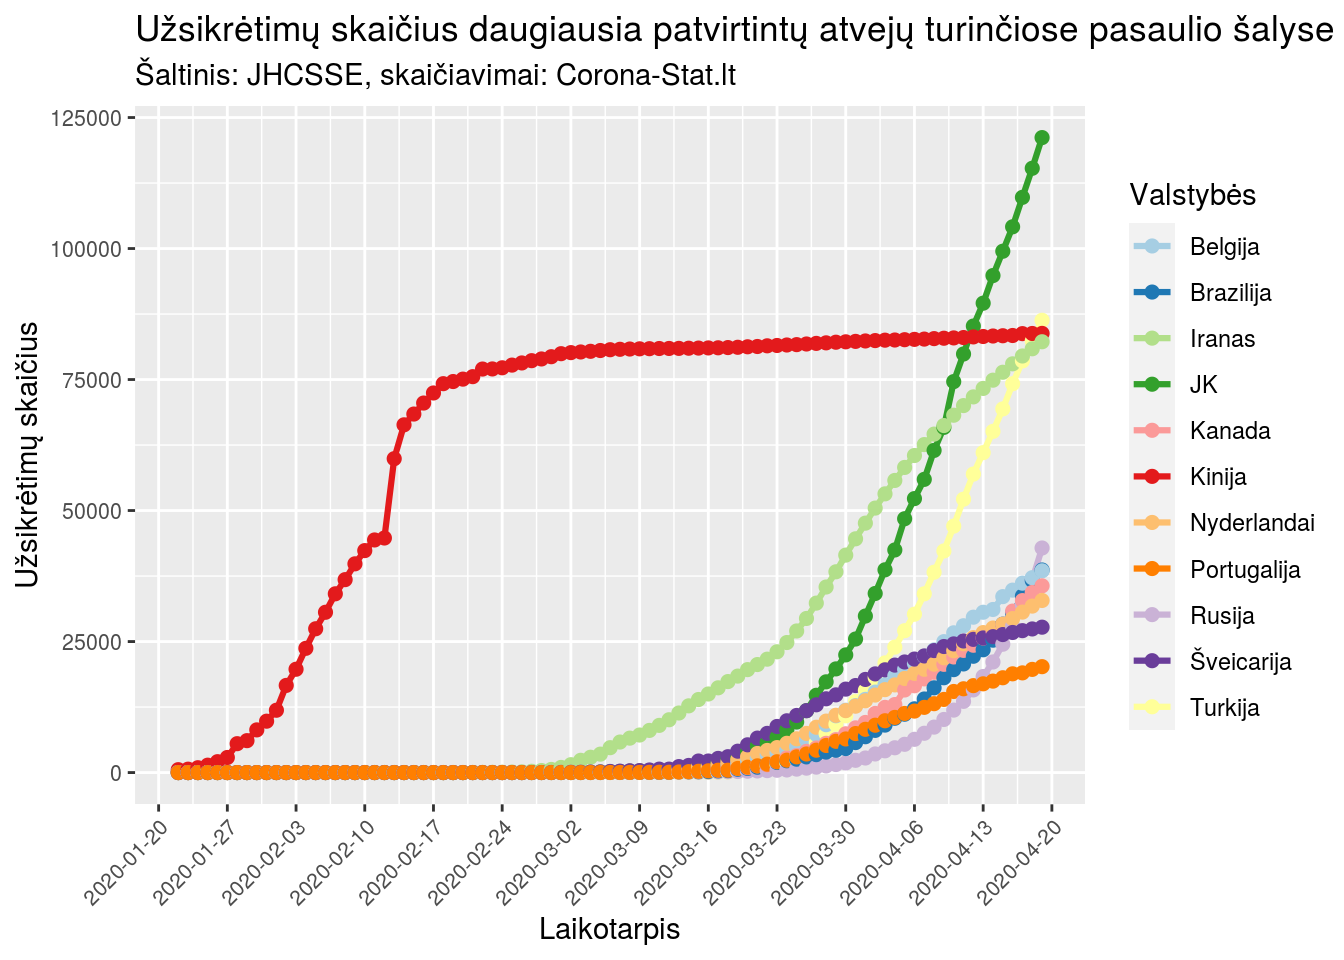 Užsikrėtimų skaičius daugiausia patvirtintų atvejų turinčiose pasaulio šalyse
Šaltinis: JHCSSE, skaičiavimai: Corona-Stat.lt
Užsikrėtimų skaičius
125000
100000
75000
50000
25000
0
2020-01-20
2020-01-27
2020-02-03
2020-02-10
2020-02-17
2020-02-24
2020-03-02
2020-03-09
2020-03-16
2020-03-23
2020-03-30
2020-04-06
2020-04-13
2020-04-20
Laikotarpis
Valstybės
Belgija
Brazilija
Iranas
JK
Kanada
Kinija
Nyderlandai
Portugalija
Rusija
Šveicarija
Turkija